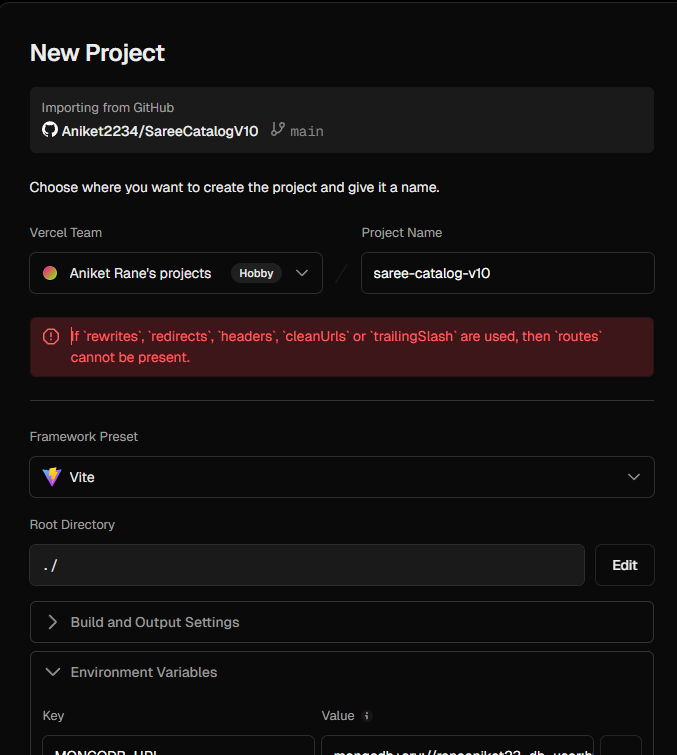 New Project
Importing from GitHub
Aniket2234/SareeCatalogV10 main
Choose where you want to create the project and give it a name.
Vercel Team
Project Name
Aniket Rane's projects Hobby
saree-catalog-v10
If `rewrites`, `redirects`, `headers`, `cleanUrls` or `trailingSlash` are used, then `routes`
cannot be present.
Framework Preset
Vite
Root Directory
./
Edit
Build and Output Settings
Environment Variables
Key
Value